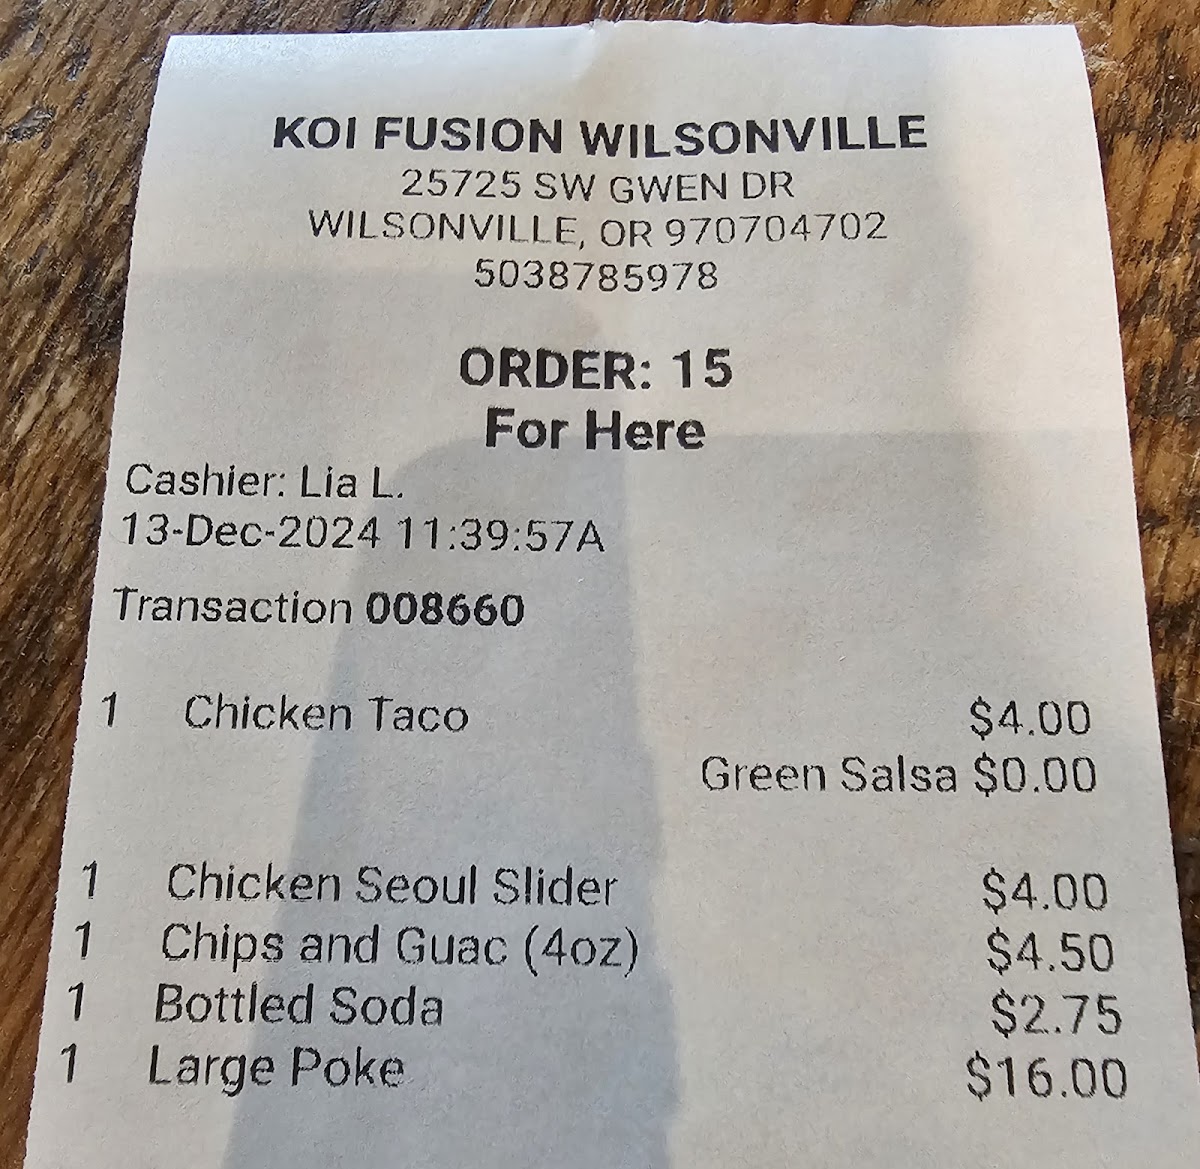 KOI FUSION WILSONVILLE
25725 SW GWEN DR
WILSONVILLE, OR 970704702
5038785978
ORDER: 15
For Here
Cashier: Lia L.
13-Dec-2024 11:39:57A
Transaction 008660
1 Chicken Taco $4.00
Green Salsa $0.00
1 Chicken Seoul Slider $4.00
1 Chips and Guac (4oz) $4.50
1 Bottled Soda $2.75
1 Large Poke $16.00